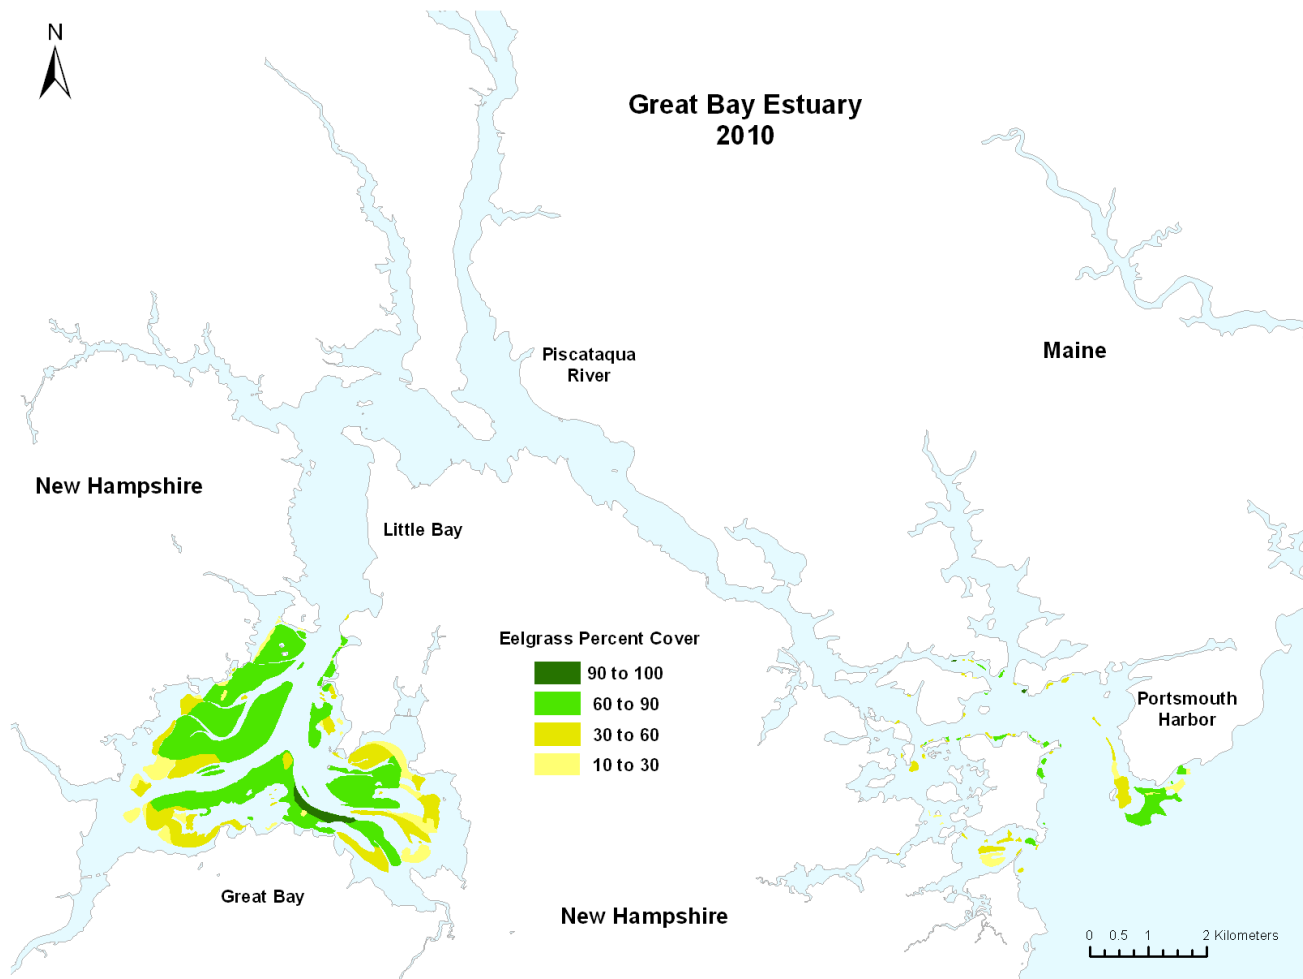 N
Great Bay Estuary
2010
Piscataqua
River
Maine
New Hampshire
Little Bay
Eelgrass Percent Cover
90 to 100
60 to 90
30 to 60
10 to 30
Portsmouth
Harbor
Great Bay
New Hampshire
0 0.5 1 2 Kilometers